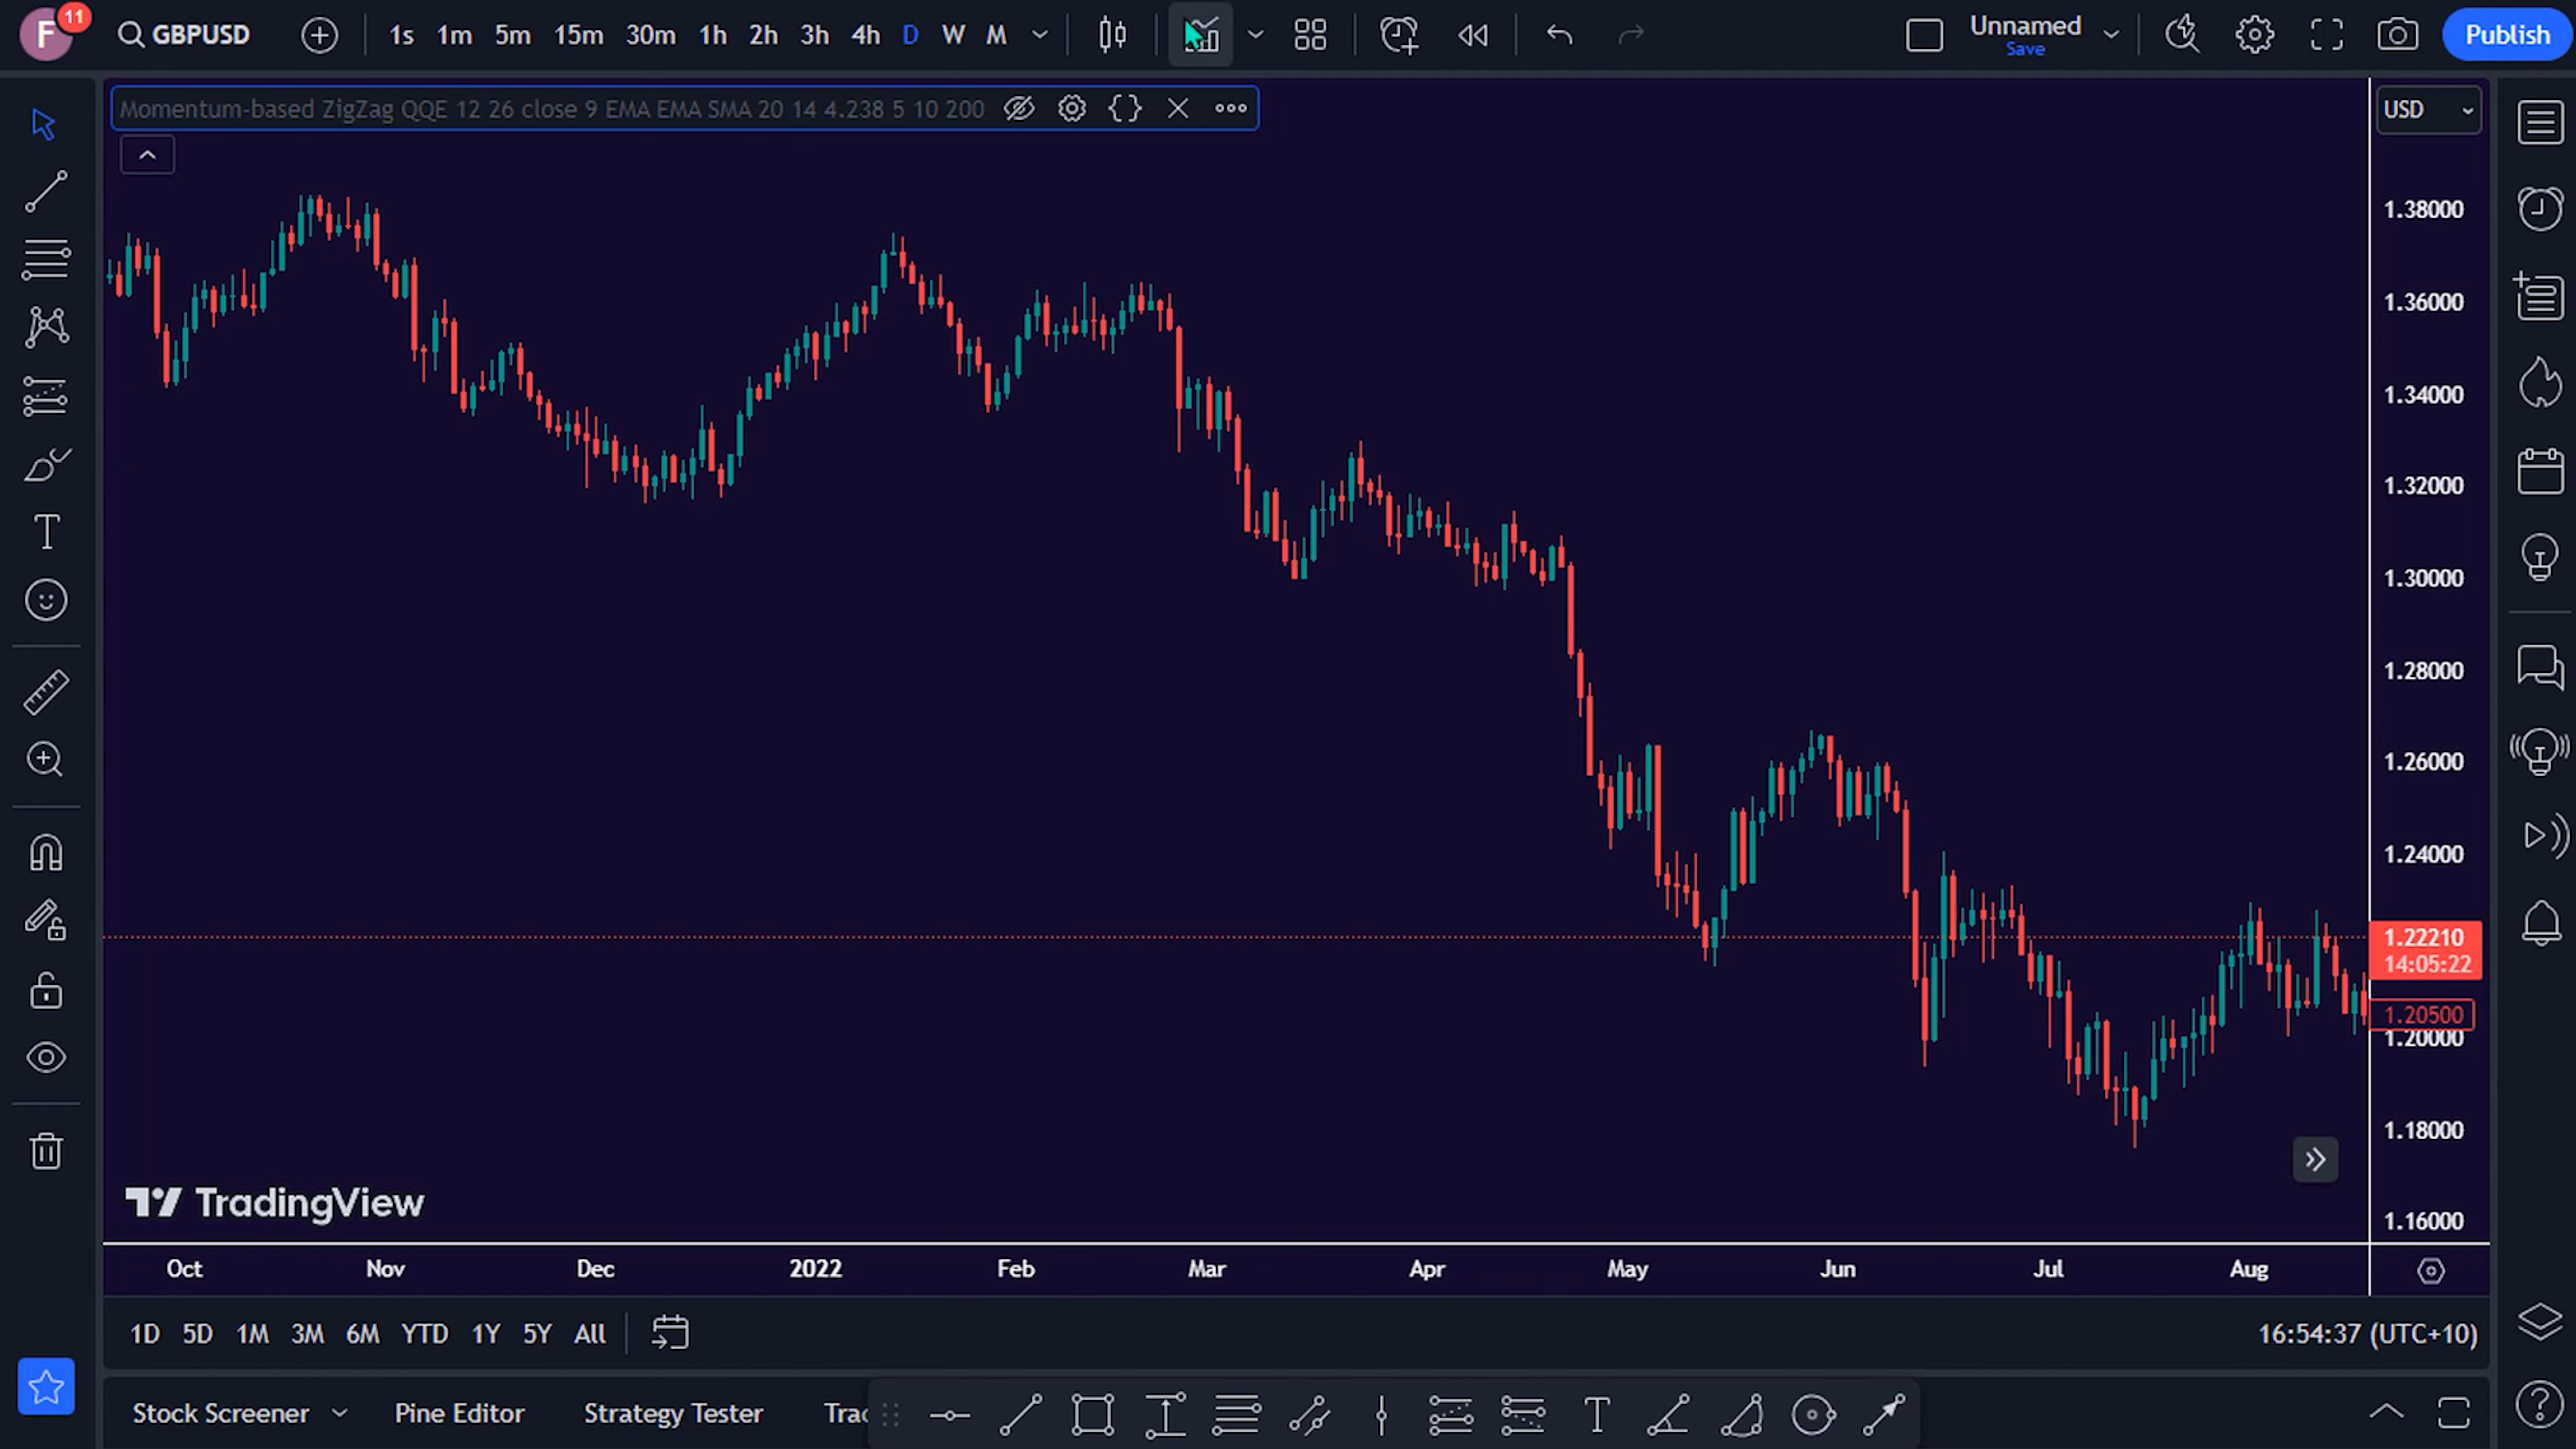 F 11 GBPUSD 1s 1m 5m 15m 30m 1h 2h 3h 4h D W M Unnamed Save Publish
Momentum-based ZigZag QQE 12 26 close 9 EMA EMA SMA 20 14 4.238 5 10 200
USD
1.38000
1.36000
1.34000
1.32000
1.30000
1.28000
1.26000
1.24000
1.22210
14:05:22
1.20500
1.20000
1.18000
1.16000
TradingView
Oct Nov Dec 2022 Feb Mar Apr May Jun Jul Aug
1D 5D 1M 3M 6M YTD 1Y 5Y All 16:54:37 (UTC+10)
Stock Screener Pine Editor Strategy Tester Trac